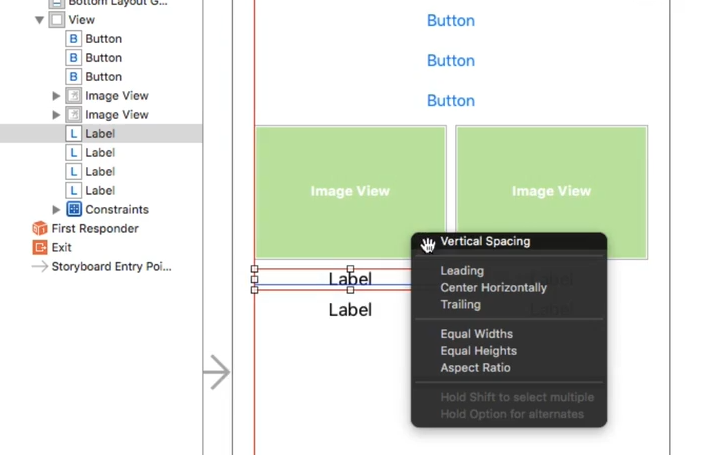 Bottom Layout G...
View
Button
Button
Button
Image View
Image View
Label
Label
Label
Label
Constraints
First Responder
Exit
Storyboard Entry Poi...
Button
Button
Button
Image View
Image View
Label
Label
Vertical Spacing
Leading
Center Horizontally
Trailing
Equal Widths
Equal Heights
Aspect Ratio
Hold Shift to select multiple
Hold Option for alternates